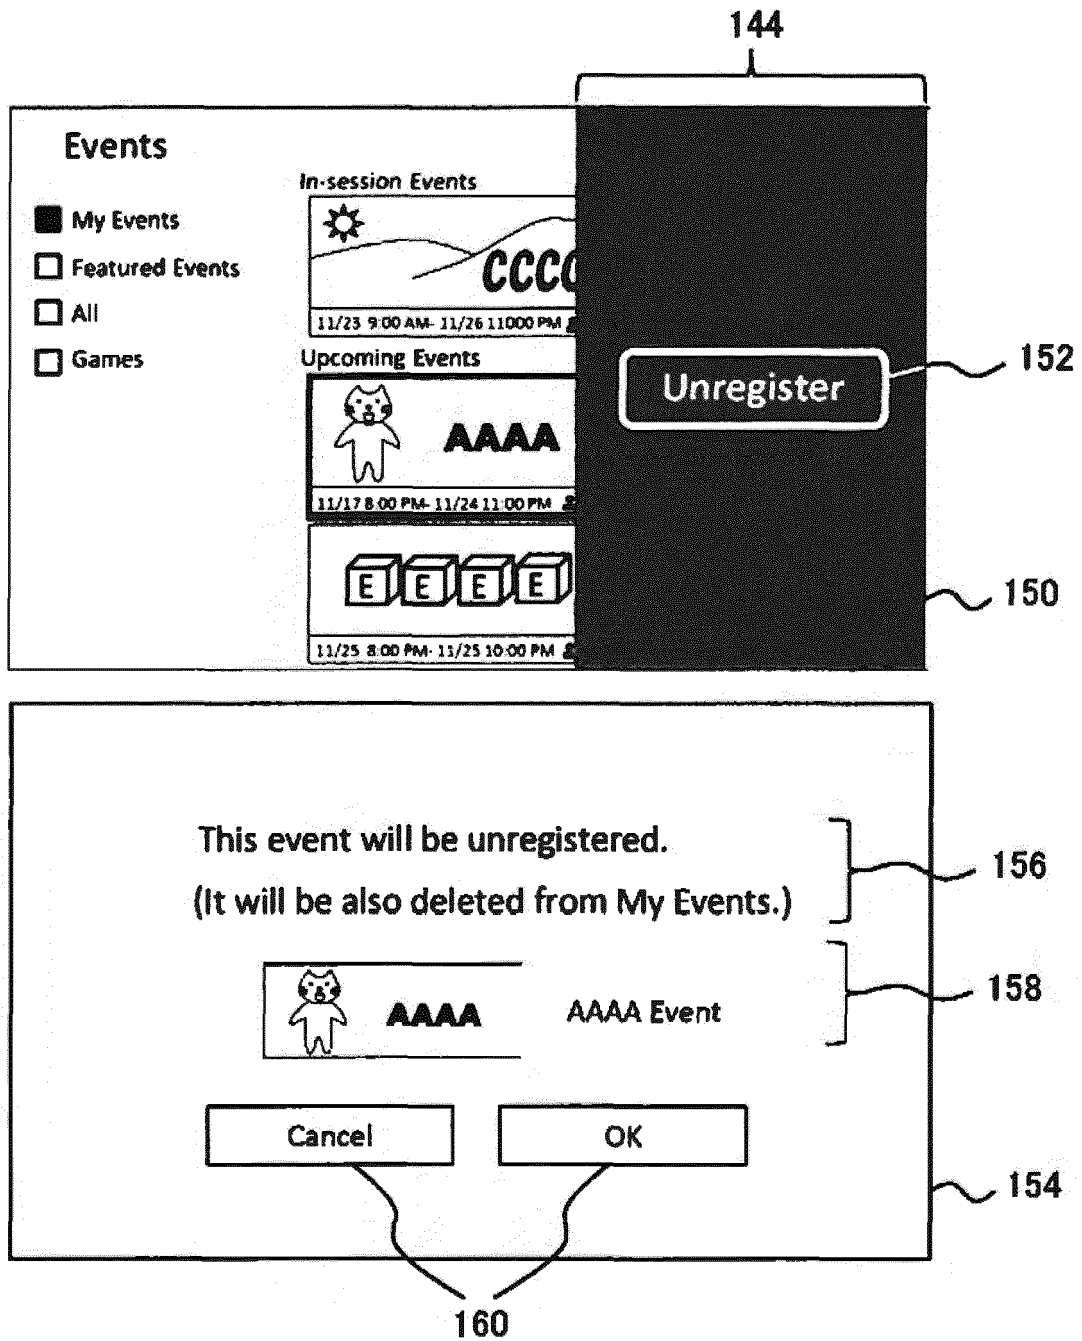 144
Events
In-session Events
My Events
Featured Events
All
Games
CCCC
11/23 9:00 AM- 11/26 11000 PM
Upcoming Events
AAAA
11/17 8:00 PM- 11/24 11:00 PM
E E E E
11/25 8:00 PM- 11/25 10:00 PM
Unregister
152
150
This event will be unregistered.
(It will be also deleted from My Events.)
156
AAAA
AAAA Event
158
Cancel
OK
154
160